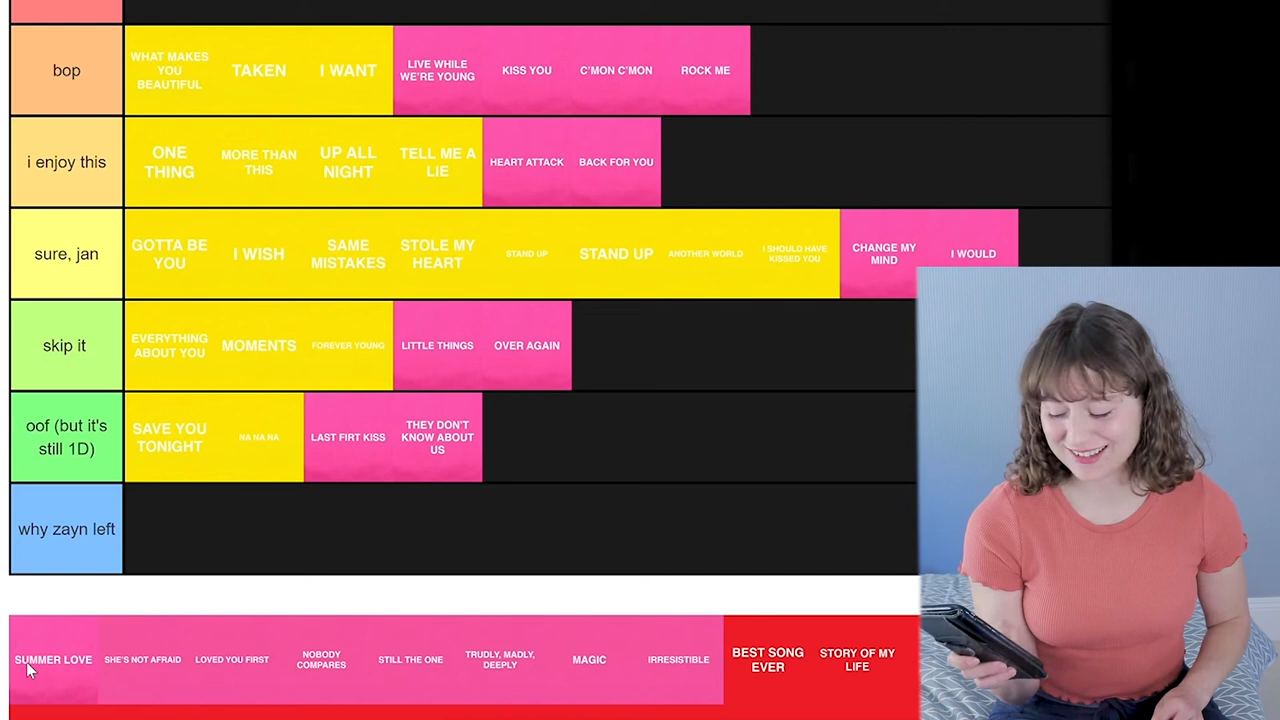 bop
WHAT MAKES
YOU
BEAUTIFUL
TAKEN
I WANT
LIVE WHILE
WE'RE YOUNG
KISS YOU
C'MON C'MON
ROCK ME
i enjoy this
ONE
THING
MORE THAN
THIS
UP ALL
NIGHT
TELL ME A
LIE
HEART ATTACK
BACK FOR YOU
sure, jan
GOTTA BE
YOU
I WISH
SAME
MISTAKES
STOLE MY
HEART
STAND UP
STAND UP
ANOTHER WORLD
I SHOULD HAVE
KISSED YOU
CHANGE MY
MIND
I WOULD
skip it
EVERYTHING
ABOUT YOU
MOMENTS
FOREVER YOUNG
LITTLE THINGS
OVER AGAIN
oof (but it's
still 1D)
SAVE YOU
TONIGHT
NA NA NA
LAST FIRT KISS
THEY DON'T
KNOW ABOUT
US
why zayn left
SUMMER LOVE
SHE'S NOT AFRAID
LOVED YOU FIRST
NOBODY
COMPARES
STILL THE ONE
TRUDLY, MADLY,
DEEPLY
MAGIC
IRRESISTIBLE
BEST SONG
EVER
STORY OF MY
LIFE